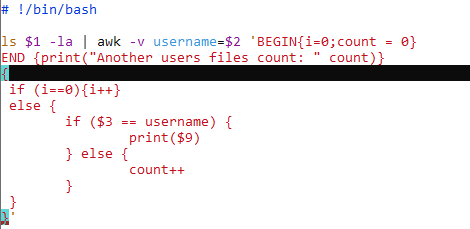 # !/bin/bash
ls $1 -la | awk -v username=$2 'BEGIN{i=0;count = 0}
END {print("Another users files count: " count)}
{
if (i==0){i++}
else {
if ($3 == username) {
print($9)
} else {
count++
}
}
}'